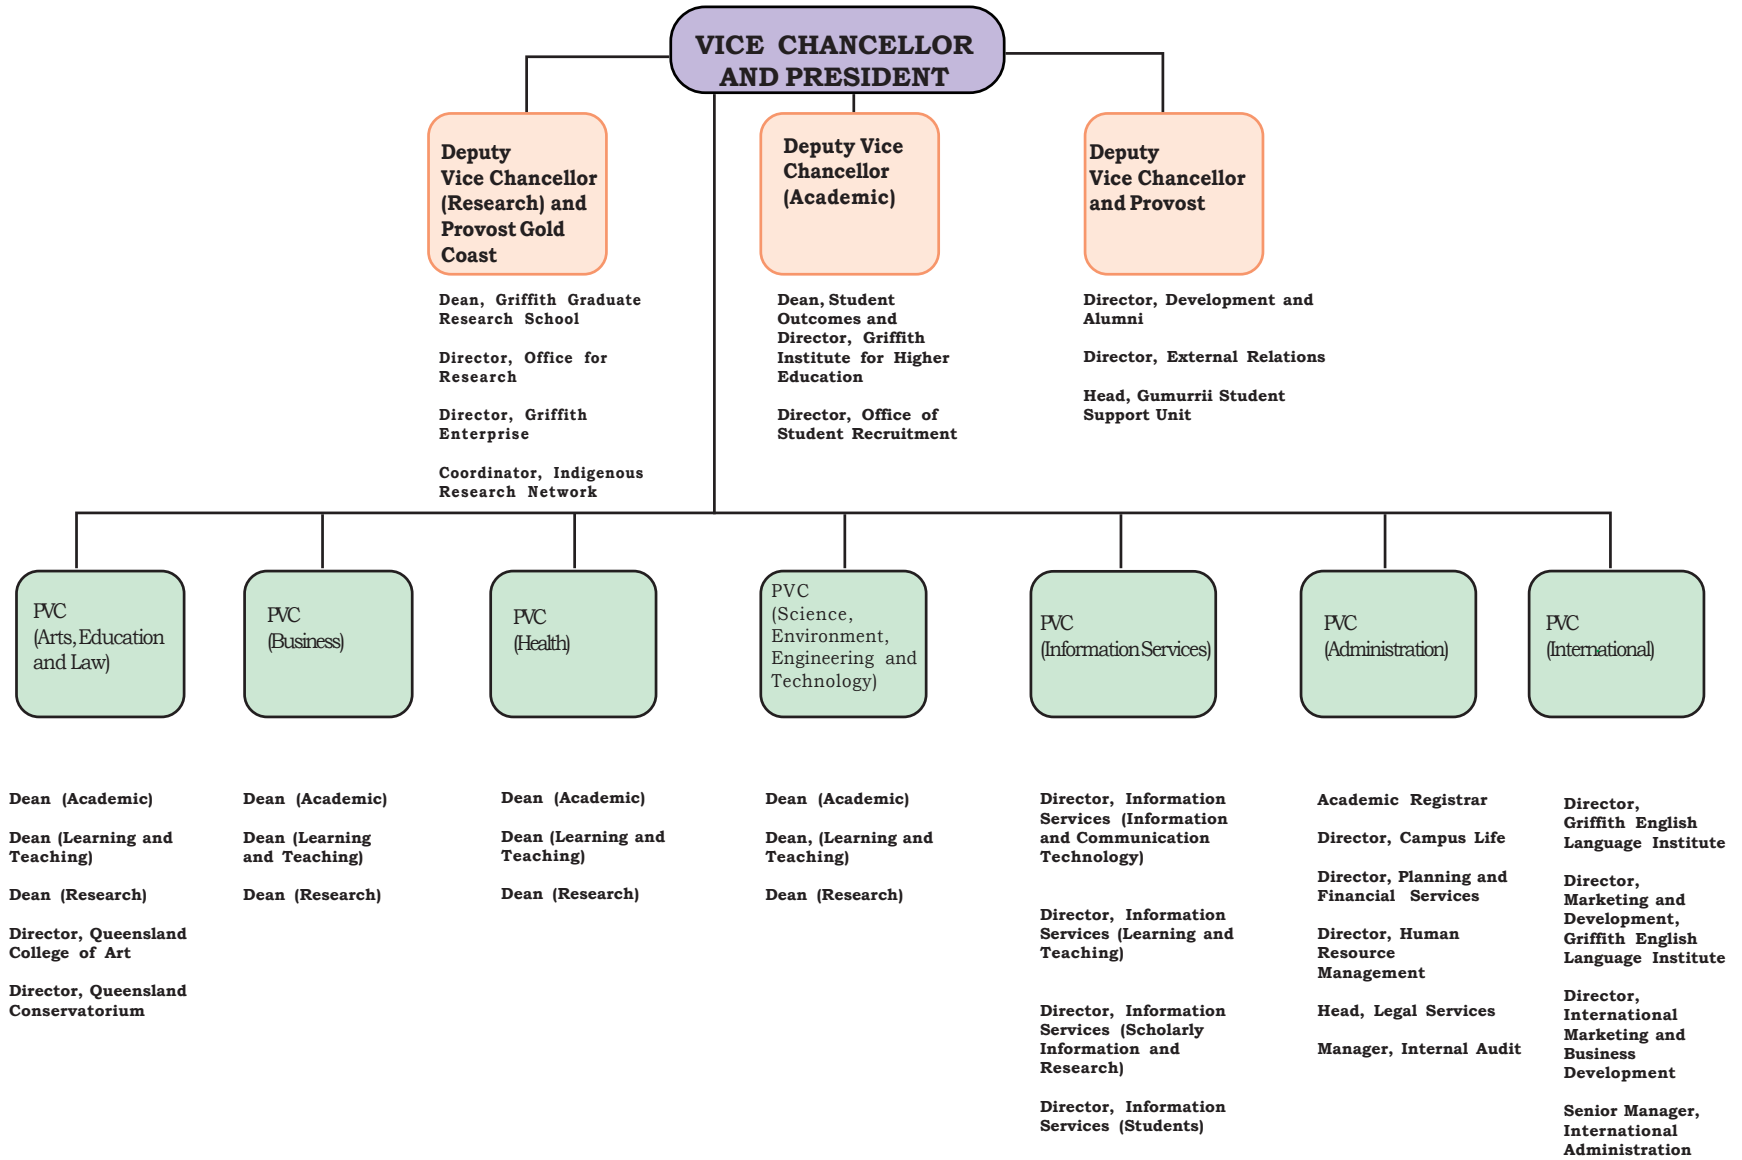 VICE CHANCELLOR
AND PRESIDENT
Deputy
Vice Chancellor
(Research) and
Provost Gold
Coast
Deputy Vice
Chancellor
(Academic)
Deputy
Vice Chancellor
and Provost
Dean, Griffith Graduate
Research School
Director, Office for
Research
Director, Griffith
Enterprise
Coordinator, Indigenous
Research Network
Dean, Student
Outcomes and
Director, Griffith
Institute for Higher
Education
Director, Office of
Student Recruitment
Director, Development and
Alumni
Director, External Relations
Head, Gumurrii Student
Support Unit
PVC
(Arts, Education
and Law)
PVC
(Business)
PVC
(Health)
PVC
(Science,
Environment,
Engineering and
Technology)
PVC
(Information Services)
PVC
(Administration)
PVC
(International)
Dean (Academic)
Dean (Learning and
Teaching)
Dean (Research)
Director, Queensland
College of Art
Director, Queensland
Conservatorium
Dean (Academic)
Dean (Learning
and Teaching)
Dean (Research)
Dean (Academic)
Dean (Learning and
Teaching)
Dean (Research)
Dean (Academic)
Dean, (Learning and
Teaching)
Dean (Research)
Director, Information
Services (Information
and Communication
Technology)
Director, Information
Services (Learning and
Teaching)
Director, Information
Services (Scholarly
Information and
Research)
Director, Information
Services (Students)
Academic Registrar
Director, Campus Life
Director, Planning and
Financial Services
Director, Human
Resource
Management
Head, Legal Services
Manager, Internal Audit
Director,
Griffith English
Language Institute
Director,
Marketing and
Development,
Griffith English
Language Institute
Director,
International
Marketing and
Business
Development
Senior Manager,
International
Administration